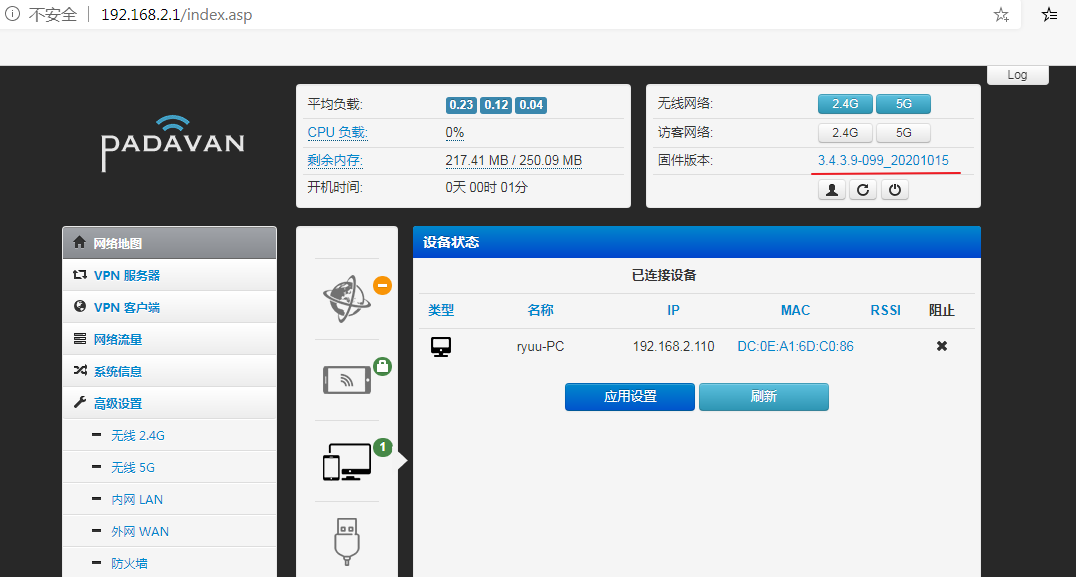 不安全 192.168.2.1/index.asp
Log
PADAVAN
平均负载: 0.23 0.12 0.04
CPU 负载: 0%
剩余内存: 217.41 MB / 250.09 MB
开机时间: 0天 00时 01分
无线网络: 2.4G 5G
访客网络: 2.4G 5G
固件版本: 3.4.3.9-099_20201015
网络地图
VPN 服务器
VPN 客户端
网络流量
系统信息
高级设置
无线 2.4G
无线 5G
内网 LAN
外网 WAN
防火墙
1
设备状态
已连接设备
类型 名称 IP MAC RSSI 阻止
ryuu-PC 192.168.2.110 DC:0E:A1:6D:C0:86
应用设置 刷新